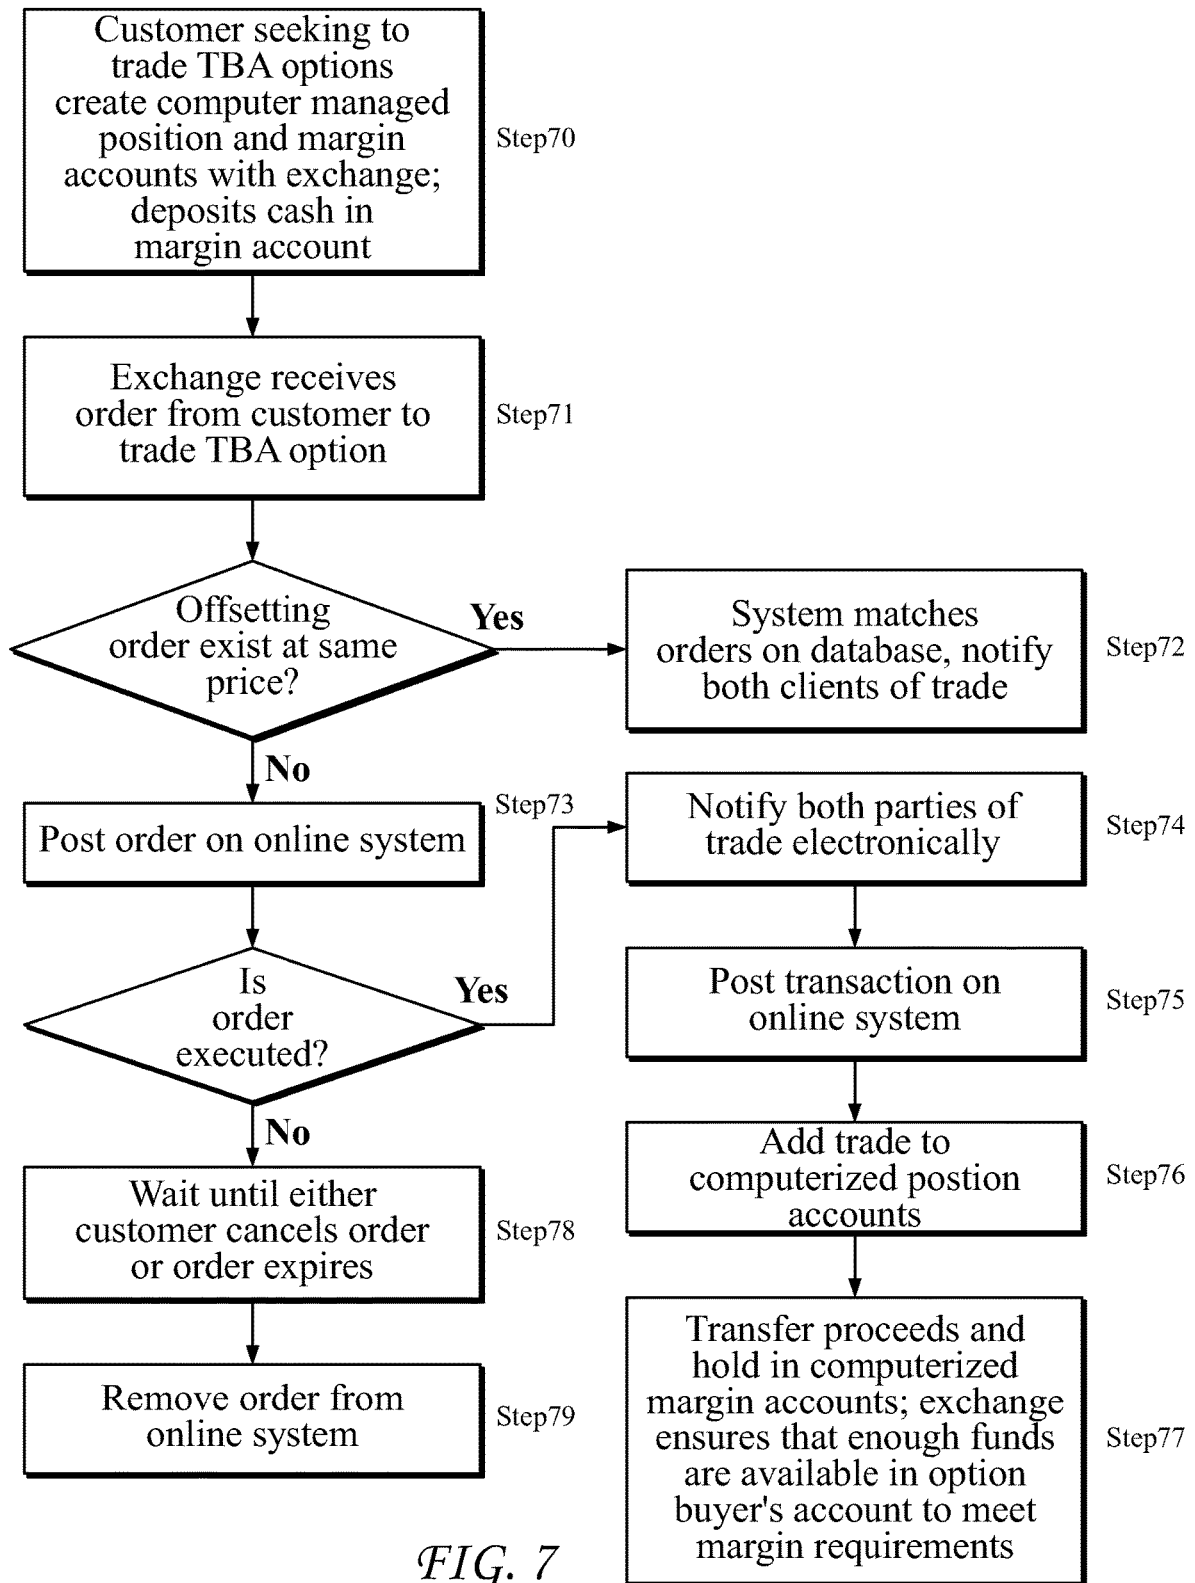 Customer seeking to
trade TBA options
create computer managed
position and margin
accounts with exchange;
deposits cash in
margin account
Step70
Exchange receives
order from customer to
trade TBA option
Step71
Offsetting
order exist at same
price?
Yes
System matches
orders on database, notify
both clients of trade
Step72
No
Post order on online system
Step73
Notify both parties of
trade electronically
Step74
Is
order
executed?
Yes
Post transaction on
online system
Step75
No
Add trade to
computerized postion
accounts
Step76
Wait until either
customer cancels order
or order expires
Step78
Transfer proceeds and
hold in computerized
margin accounts; exchange
ensures that enough funds
are available in option
buyer's account to meet
margin requirements
Step77
Remove order from
online system
Step79
FIG. 7